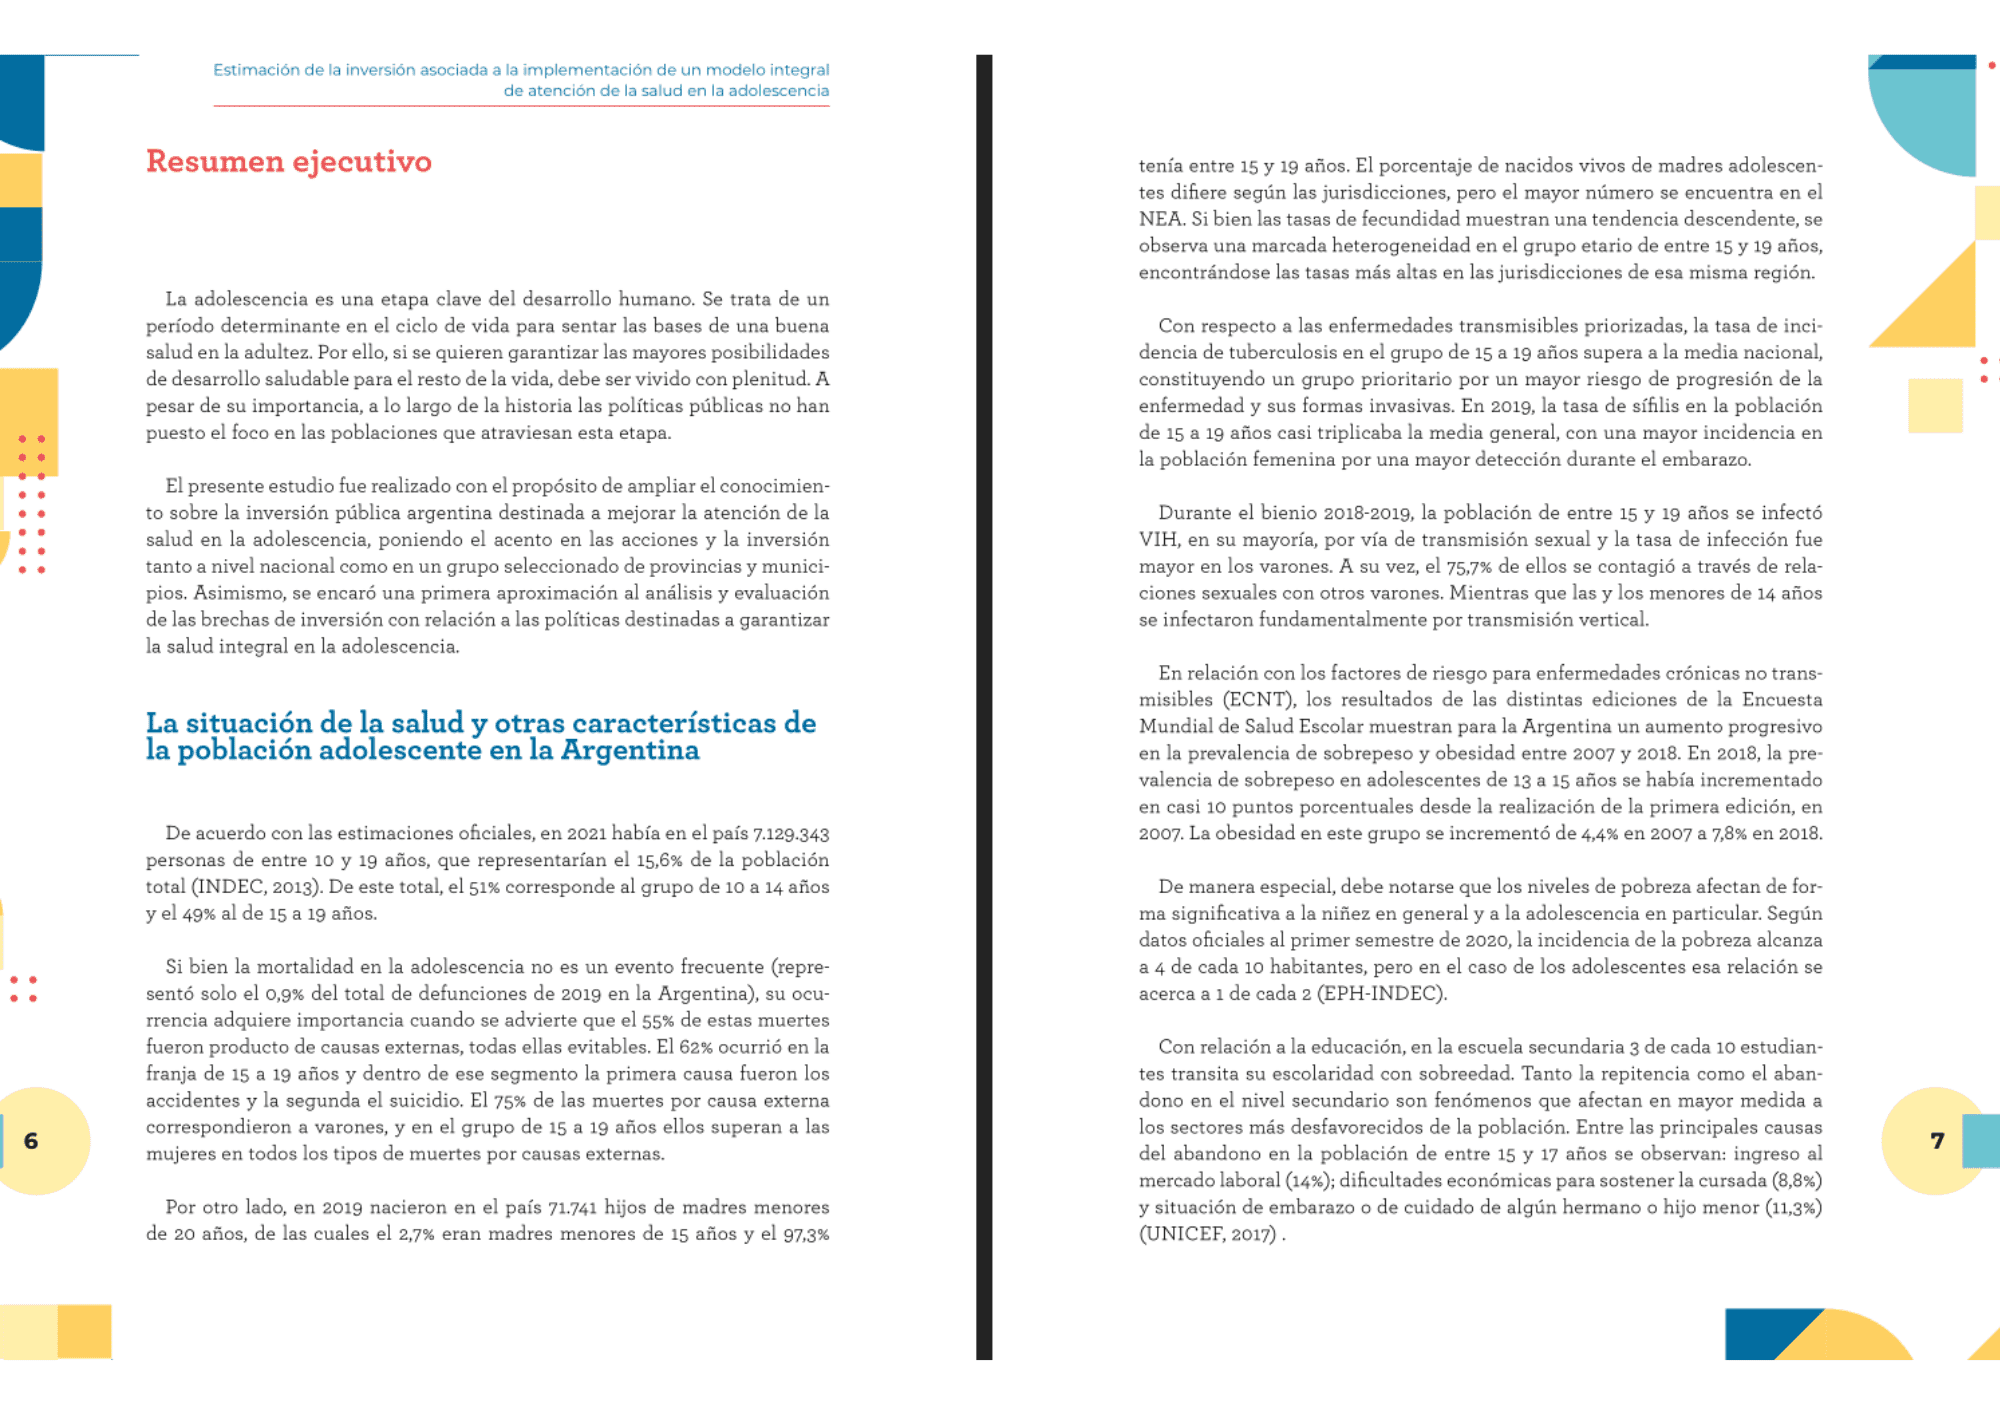 Estimación de la inversión asociada a la implementación de un modelo integral
de atención de la salud en la adolescencia
Resumen ejecutivo
La adolescencia es una etapa clave del desarrollo humano. Se trata de un
período determinante en el ciclo de vida para sentar las bases de una buena
salud en la adultez. Por ello, si se quieren garantizar las mayores posibilidades
de desarrollo saludable para el resto de la vida, debe ser vivido con plenitud. A
pesar de su importancia, a lo largo de la historia las políticas públicas no han
puesto el foco en las poblaciones que atraviesan esta etapa.
El presente estudio fue realizado con el propósito de ampliar el conocimien-
to sobre la inversión pública argentina destinada a mejorar la atención de la
salud en la adolescencia, poniendo el acento en las acciones y la inversión
tanto a nivel nacional como en un grupo seleccionado de provincias y munici-
pios. Asimismo, se encaró una primera aproximación al análisis y evaluación
de las brechas de inversión con relación a las políticas destinadas a garantizar
la salud integral en la adolescencia.
La situación de la salud y otras características de
la población adolescente en la Argentina
De acuerdo con las estimaciones oficiales, en 2021 había en el país 7.129.343
personas de entre 10 y 19 años, que representarían el 15,6% de la población
total (INDEC, 2013). De este total, el 51% corresponde al grupo de 10 a 14 años
y el 49% al de 15 a 19 años.
Si bien la mortalidad en la adolescencia no es un evento frecuente (repre-
sentó solo el 0,9% del total de defunciones de 2019 en la Argentina), su ocu-
rrencia adquiere importancia cuando se advierte que el 55% de estas muertes
fueron producto de causas externas, todas ellas evitables. El 62% ocurrió en la
franja de 15 a 19 años y dentro de ese segmento la primera causa fueron los
accidentes y la segunda el suicidio. El 75% de las muertes por causa externa
correspondieron a varones, y en el grupo de 15 a 19 años ellos superan a las
mujeres en todos los tipos de muertes por causas externas.
Por otro lado, en 2019 nacieron en el país 71.741 hijos de madres menores
de 20 años, de las cuales el 2,7% eran madres menores de 15 años y el 97,3%
6
tenía entre 15 y 19 años. El porcentaje de nacidos vivos de madres adolescen-
tes difiere según las jurisdicciones, pero el mayor número se encuentra en el
NEA. Si bien las tasas de fecundidad muestran una tendencia descendente, se
observa una marcada heterogeneidad en el grupo etario de entre 15 y 19 años,
encontrándose las tasas más altas en las jurisdicciones de esa misma región.
Con respecto a las enfermedades transmisibles priorizadas, la tasa de inci-
dencia de tuberculosis en el grupo de 15 a 19 años supera a la media nacional,
constituyendo un grupo prioritario por un mayor riesgo de progresión de la
enfermedad y sus formas invasivas. En 2019, la tasa de sífilis en la población
de 15 a 19 años casi triplicaba la media general, con una mayor incidencia en
la población femenina por una mayor detección durante el embarazo.
Durante el bienio 2018-2019, la población de entre 15 y 19 años se infectó
VIH, en su mayoría, por vía de transmisión sexual y la tasa de infección fue
mayor en los varones. A su vez, el 75,7% de ellos se contagió a través de rela-
ciones sexuales con otros varones. Mientras que las y los menores de 14 años
se infectaron fundamentalmente por transmisión vertical.
En relación con los factores de riesgo para enfermedades crónicas no trans-
misibles (ECNT), los resultados de las distintas ediciones de la Encuesta
Mundial de Salud Escolar muestran para la Argentina un aumento progresivo
en la prevalencia de sobrepeso y obesidad entre 2007 y 2018. En 2018, la pre-
valencia de sobrepeso en adolescentes de 13 a 15 años se había incrementado
en casi 10 puntos porcentuales desde la realización de la primera edición, en
2007. La obesidad en este grupo se incrementó de 4,4% en 2007 a 7,8% en 2018.
De manera especial, debe notarse que los niveles de pobreza afectan de for-
ma significativa a la niñez en general y a la adolescencia en particular. Según
datos oficiales al primer semestre de 2020, la incidencia de la pobreza alcanza
a 4 de cada 10 habitantes, pero en el caso de los adolescentes esa relación se
acerca a 1 de cada 2 (EPH-INDEC).
Con relación a la educación, en la escuela secundaria 3 de cada 10 estudian-
tes transita su escolaridad con sobreedad. Tanto la repitencia como el aban-
dono en el nivel secundario son fenómenos que afectan en mayor medida a
los sectores más desfavorecidos de la población. Entre las principales causas
del abandono en la población de entre 15 y 17 años se observan: ingreso al
mercado laboral (14%); dificultades económicas para sostener la cursada (8,8%)
y situación de embarazo o de cuidado de algún hermano o hijo menor (11,3%)
(UNICEF, 2017) .
7